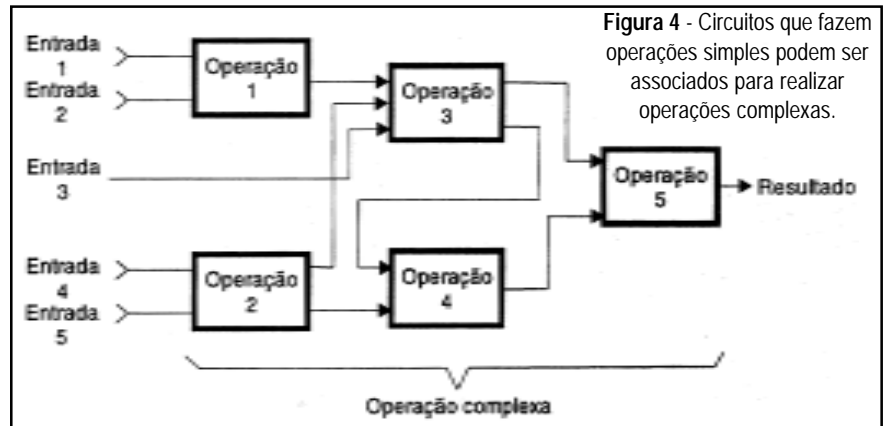 Figura 4 - Circuitos que fazem
operações simples podem ser
associados para realizar
operações complexas.
Entrada
1
Entrada
2
Operação
1
Operação
3
Entrada
3
Operação
5
Resultado
Entrada
4
Entrada
5
Operação
2
Operação
4
Operação complexa